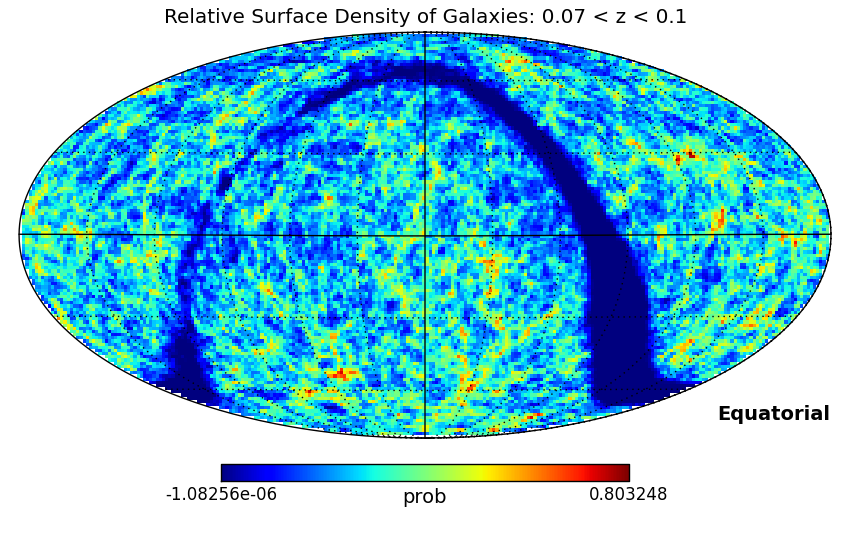 Relative Surface Density of Galaxies: 0.07 < z < 0.1
Equatorial
-1.08256e-06 prob 0.803248